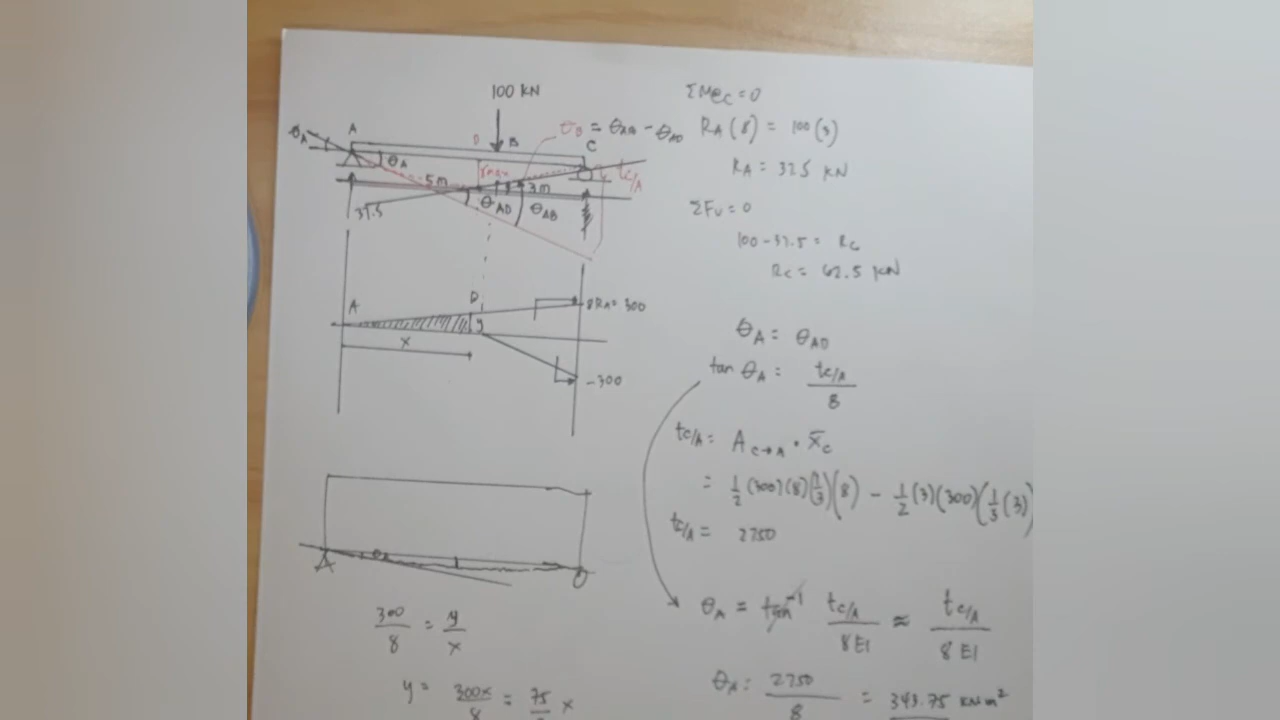 100 KN
θA
A
D
B
σB = θAB - θAD
C
θA
tC/A
5m
Ymax
3m
37.5
θAD
θAB
A
D
8RA = 300
y
x
-300
θA
300/8 = y/x
y = 300x/8 = 75/ x
ΣM@C = 0
RA(8) = 100(3)
RA = 37.5 KN
ΣFv = 0
100 - 37.5 = RC
RC = 62.5 KN
θA = θAD
tan θA = tC/A / 8
tC/A = AC→A · x̄C
= 1/2 (300)(8)(1/3)(8) - 1/2 (3)(300)(1/3 (3)
tC/A = 2750
θA = tan⁻¹ tC/A / 8EI ≈ tC/A / 8EI
θA: 2750/8 = 343.75 KNm²